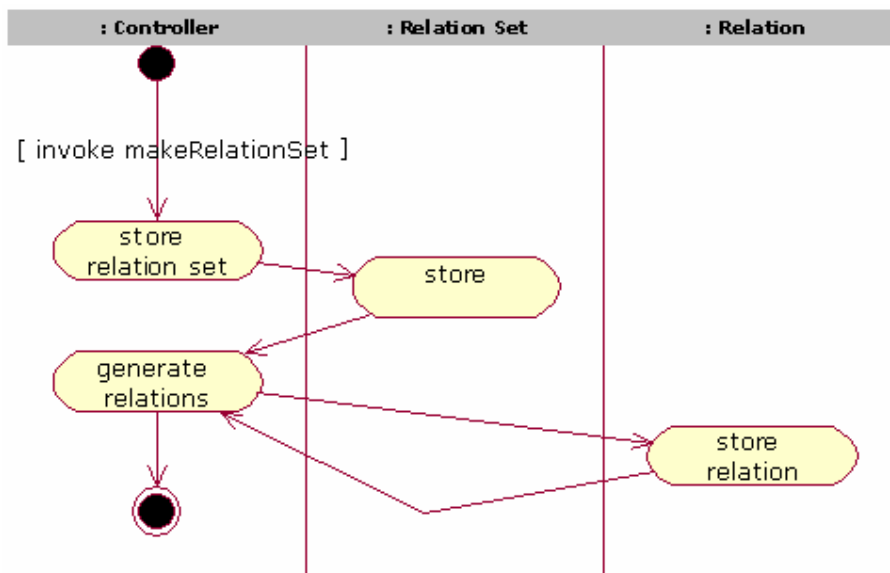 : Controller
: Relation Set
: Relation
[ invoke makeRelationSet ]
store
relation set
store
generate
relations
store
relation